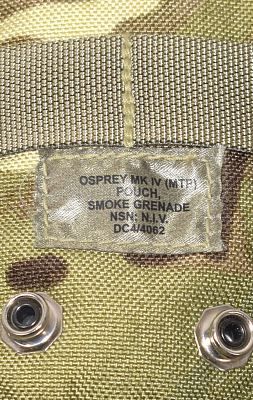 OSPREY MK IV (MTP)
POUCH,
SMOKE GRENADE
NSN: N.I.V.
DC4/4062